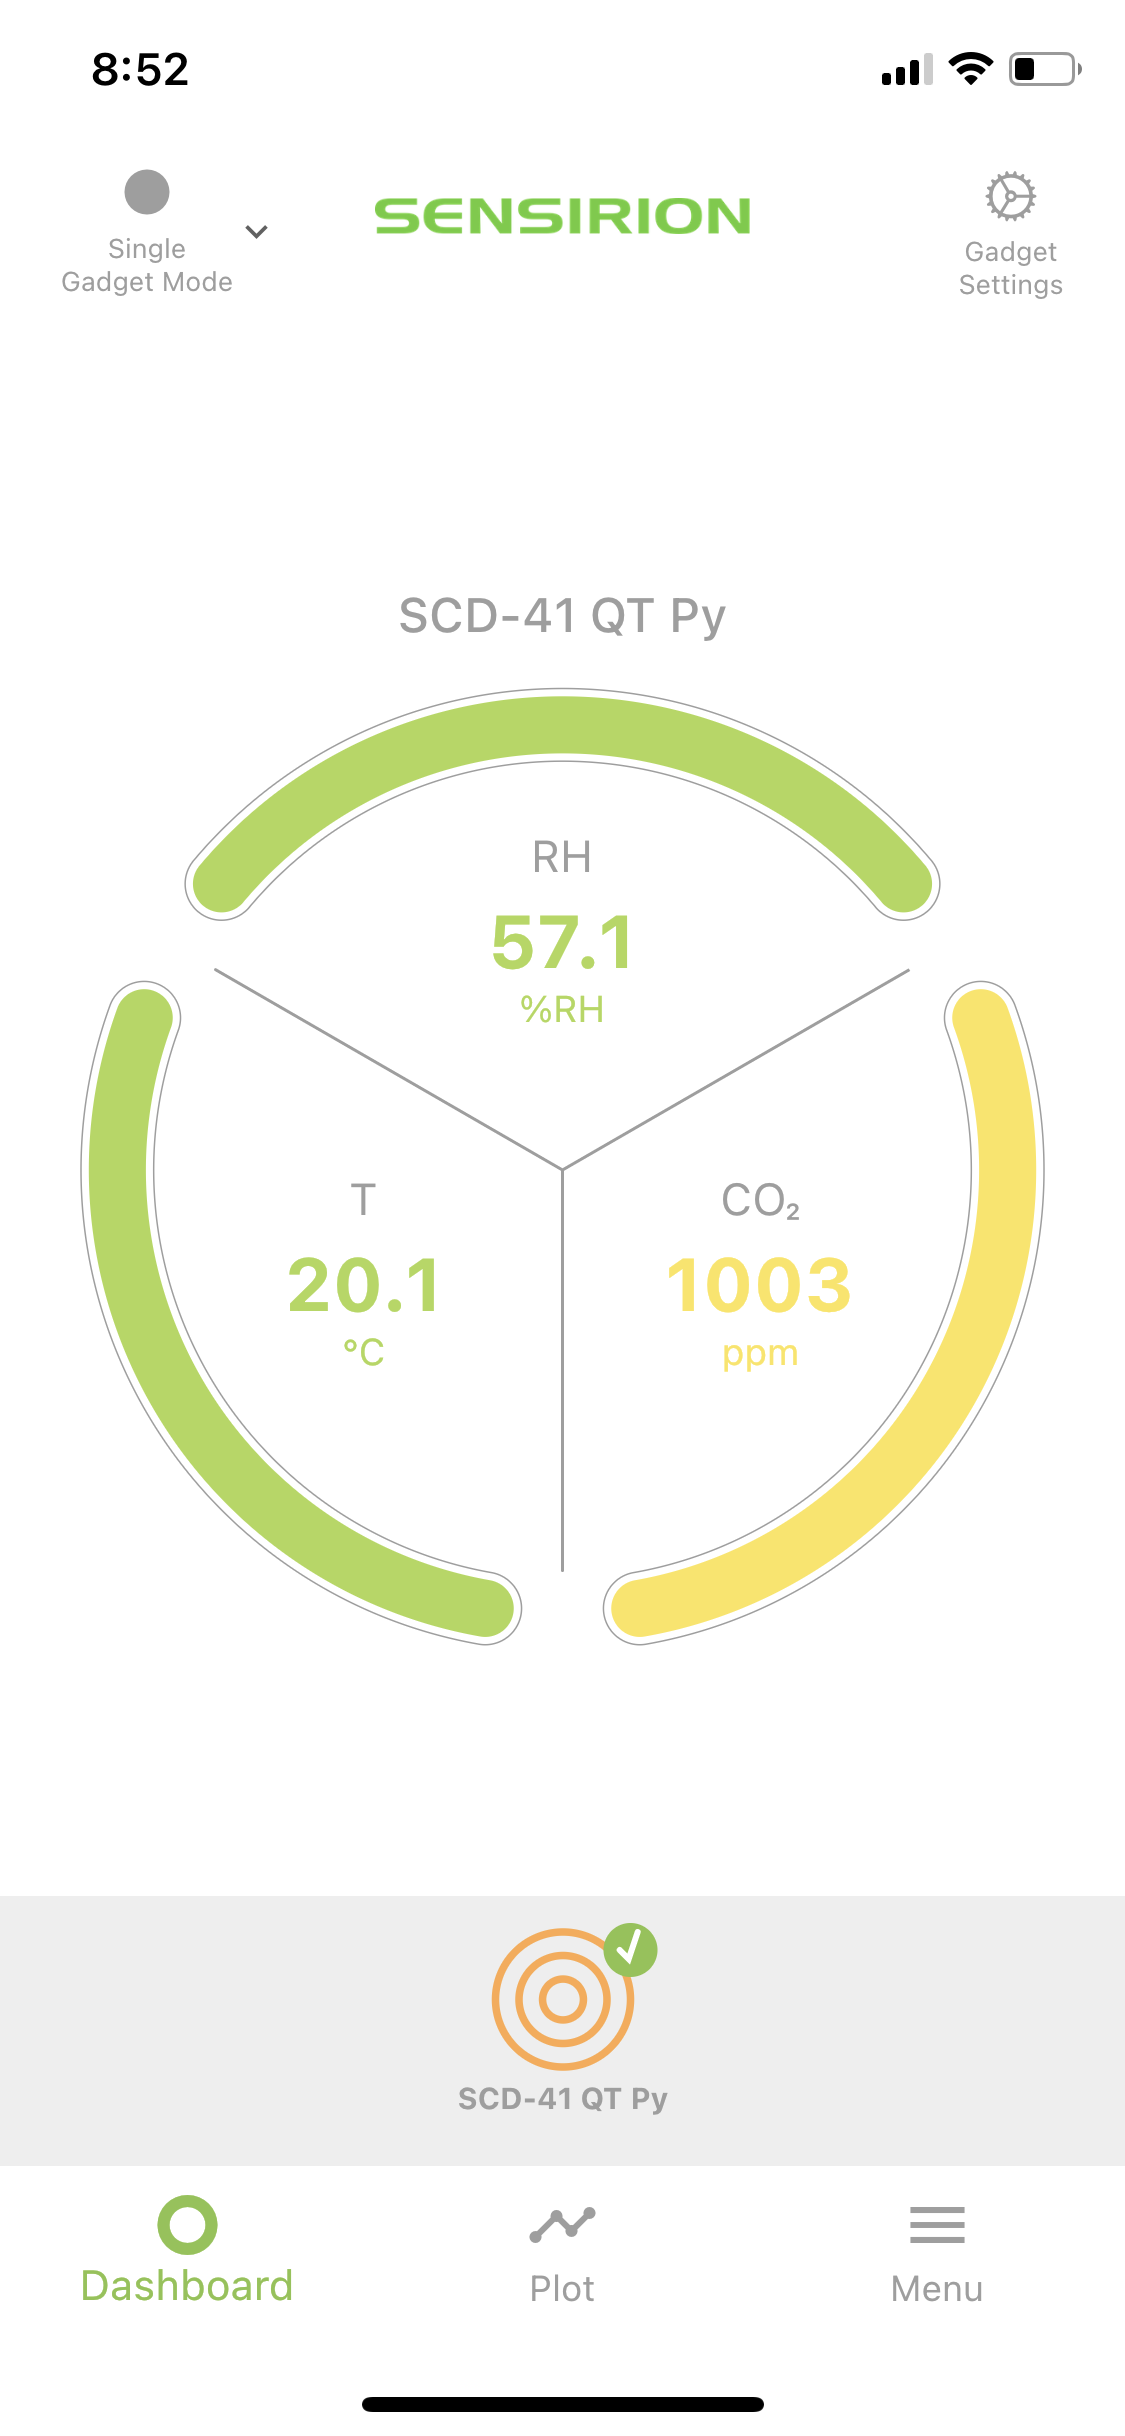 8:52
Single
Gadget Mode
SENSIRION
Gadget
Settings
SCD-41 QT Py
RH
57.1
%RH
T
20.1
°C
CO₂
1003
ppm
SCD-41 QT Py
Dashboard
Plot
Menu